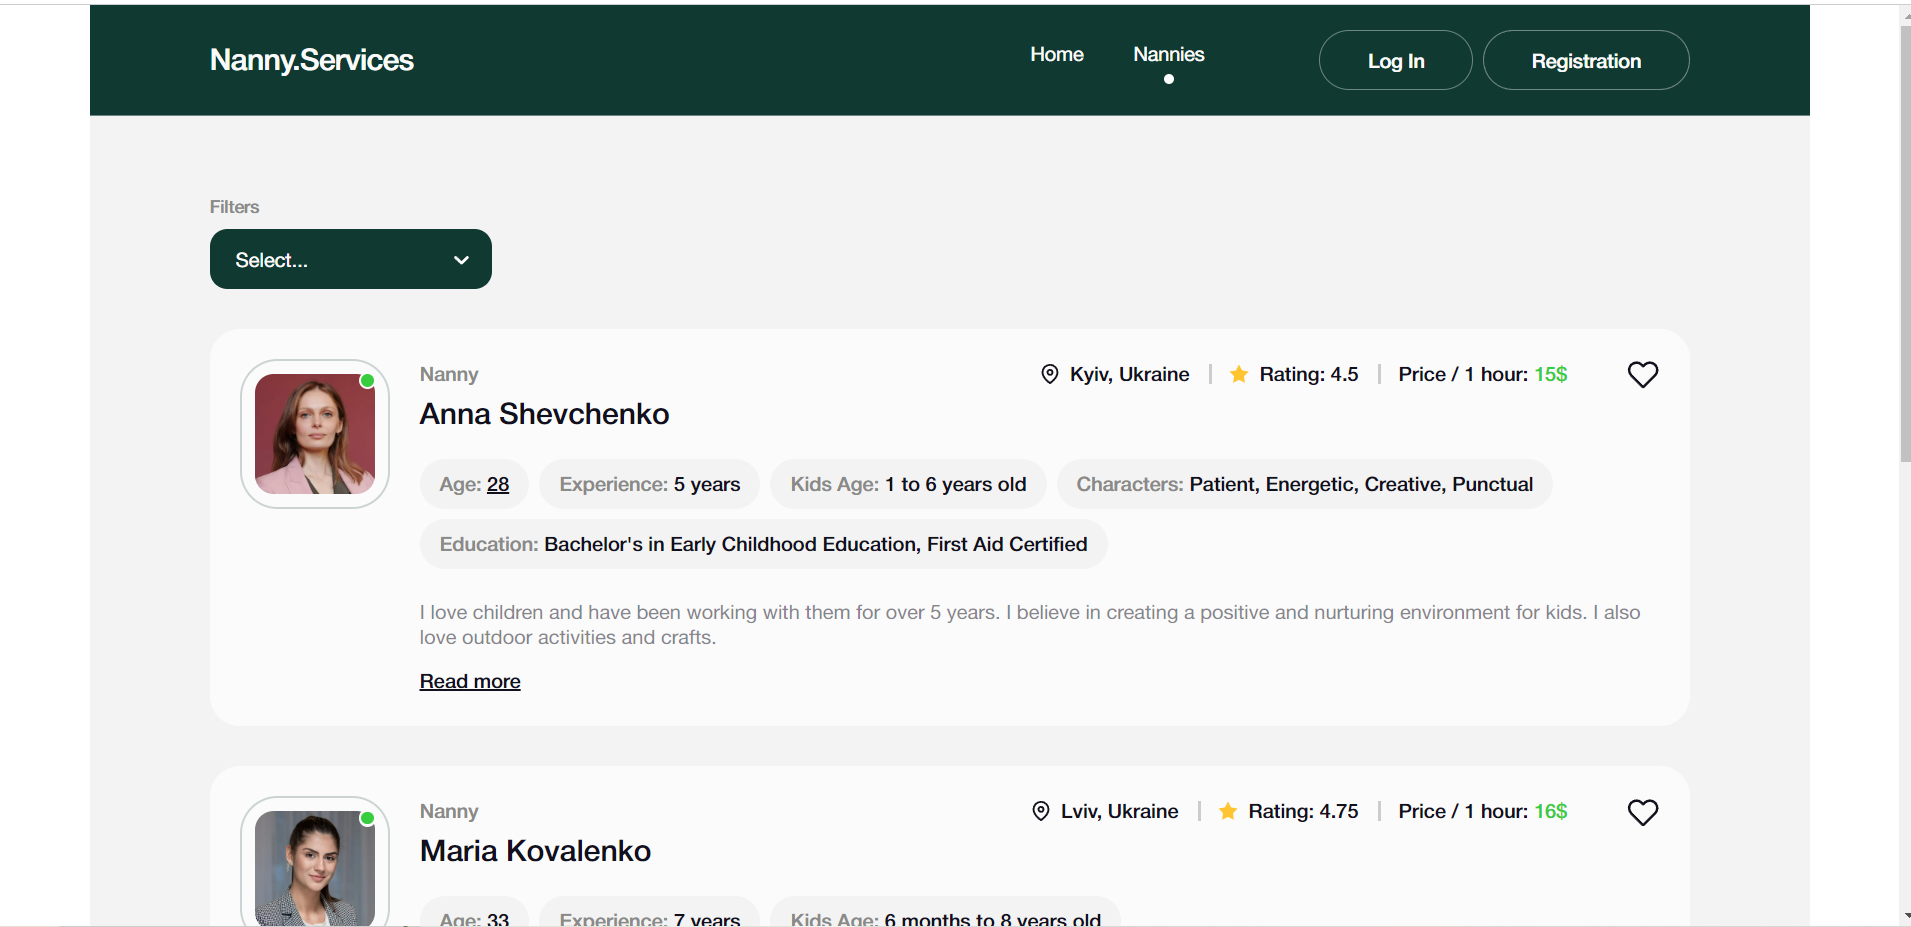 Nanny.Services
Home Nannies Log In Registration
Filters
Select...
Nanny Kyiv, Ukraine Rating: 4.5 Price / 1 hour: 15$
Anna Shevchenko
Age: 28 Experience: 5 years Kids Age: 1 to 6 years old Characters: Patient, Energetic, Creative, Punctual
Education: Bachelor's in Early Childhood Education, First Aid Certified
I love children and have been working with them for over 5 years. I believe in creating a positive and nurturing environment for kids. I also
love outdoor activities and crafts.
Read more
Nanny Lviv, Ukraine Rating: 4.75 Price / 1 hour: 16$
Maria Kovalenko
Age: 33 Experience: 7 years Kids Age: 6 months to 8 years old